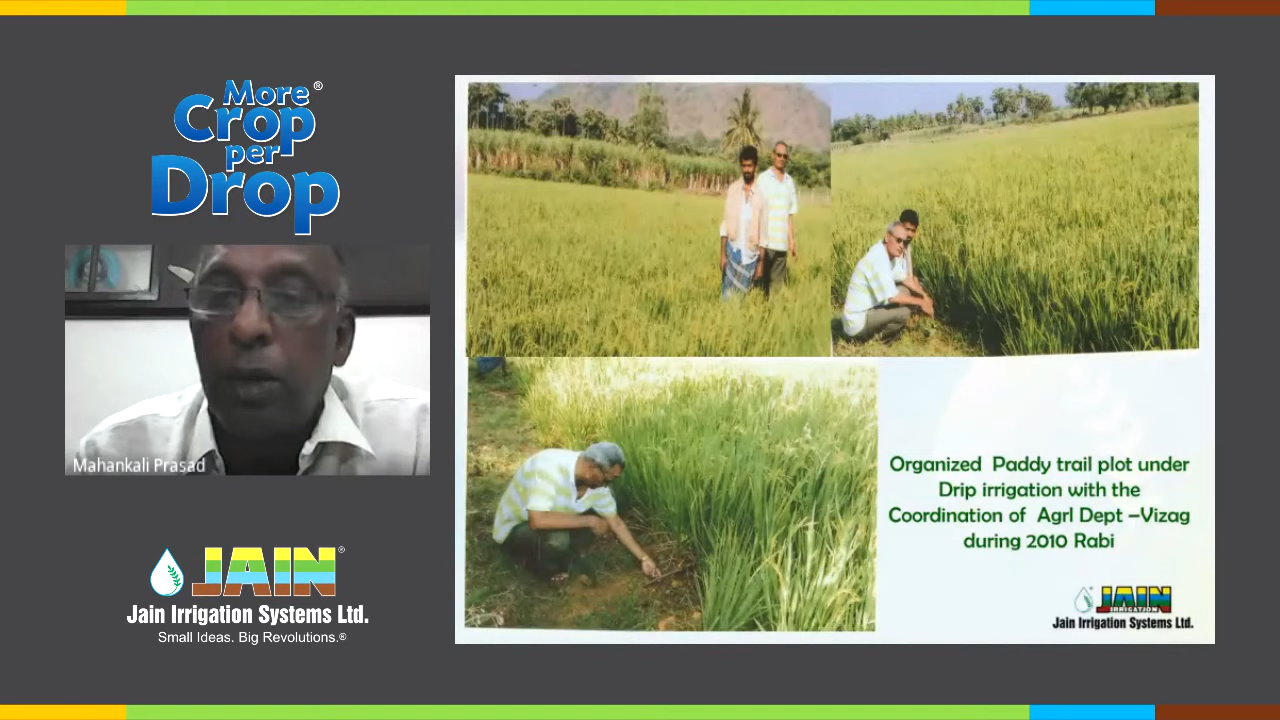 More ®
Crop
per
Drop
Mahankali Prasad
JAIN ®
Jain Irrigation Systems Ltd.
Small Ideas. Big Revolutions.®
Organized Paddy trail plot under
Drip irrigation with the
Coordination of Agrl Dept –Vizag
during 2010 Rabi
JAIN
IRRIGATION
Jain Irrigation Systems Ltd.